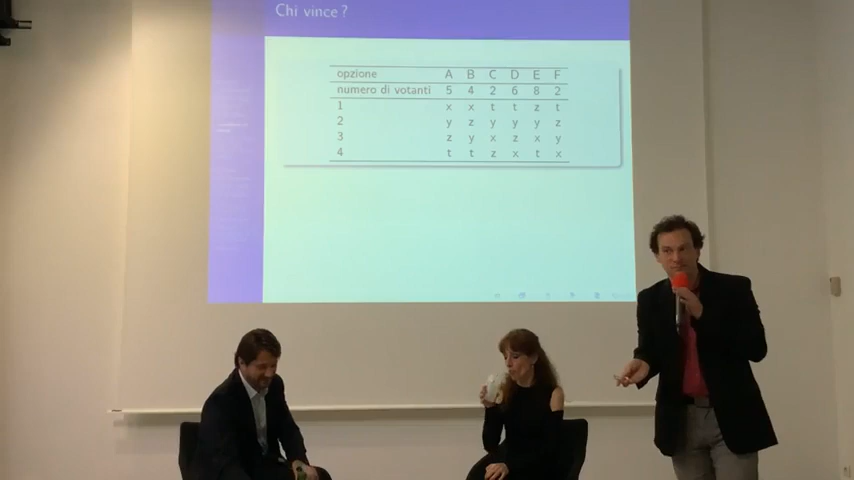 Chi vince ?
opzione A B C D E F
numero di votanti 5 4 2 6 8 2
1 x x t t z t
2 y z y y y z
3 z y x z x y
4 t t z x t x